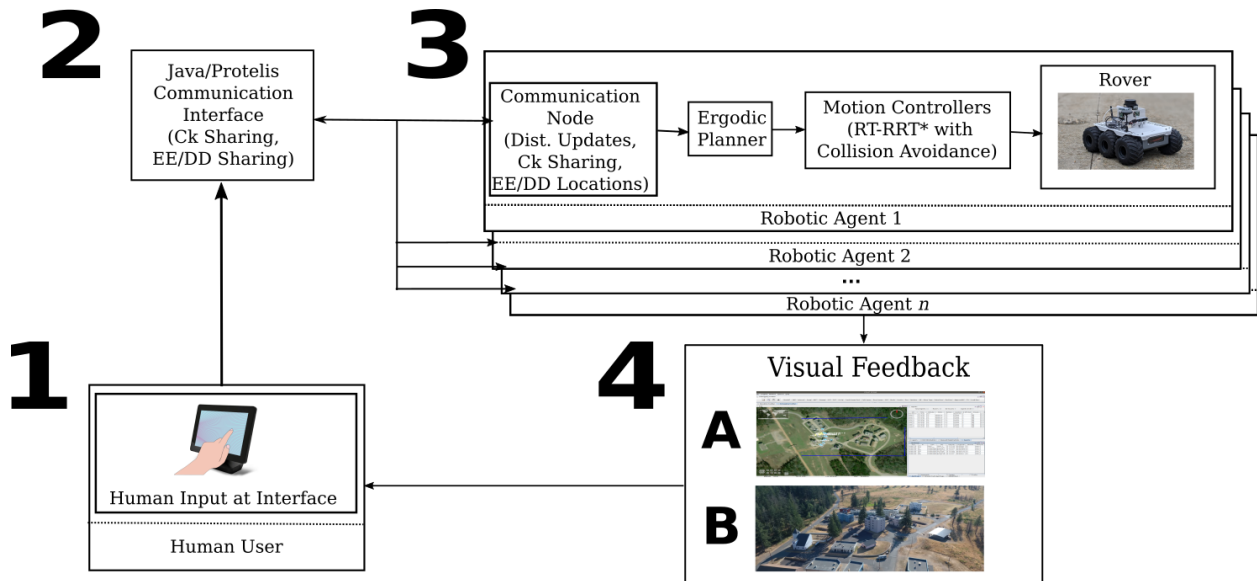 2
Java/Protelis
Communication
Interface
(Ck Sharing,
EE/DD Sharing)
3
Communication
Node
(Dist. Updates,
Ck Sharing,
EE/DD Locations)
Ergodic
Planner
Motion Controllers
(RT-RRT* with
Collision Avoidance)
Rover
Robotic Agent 1
Robotic Agent 2
...
Robotic Agent n
1
Human Input at Interface
Human User
4
Visual Feedback
A
B